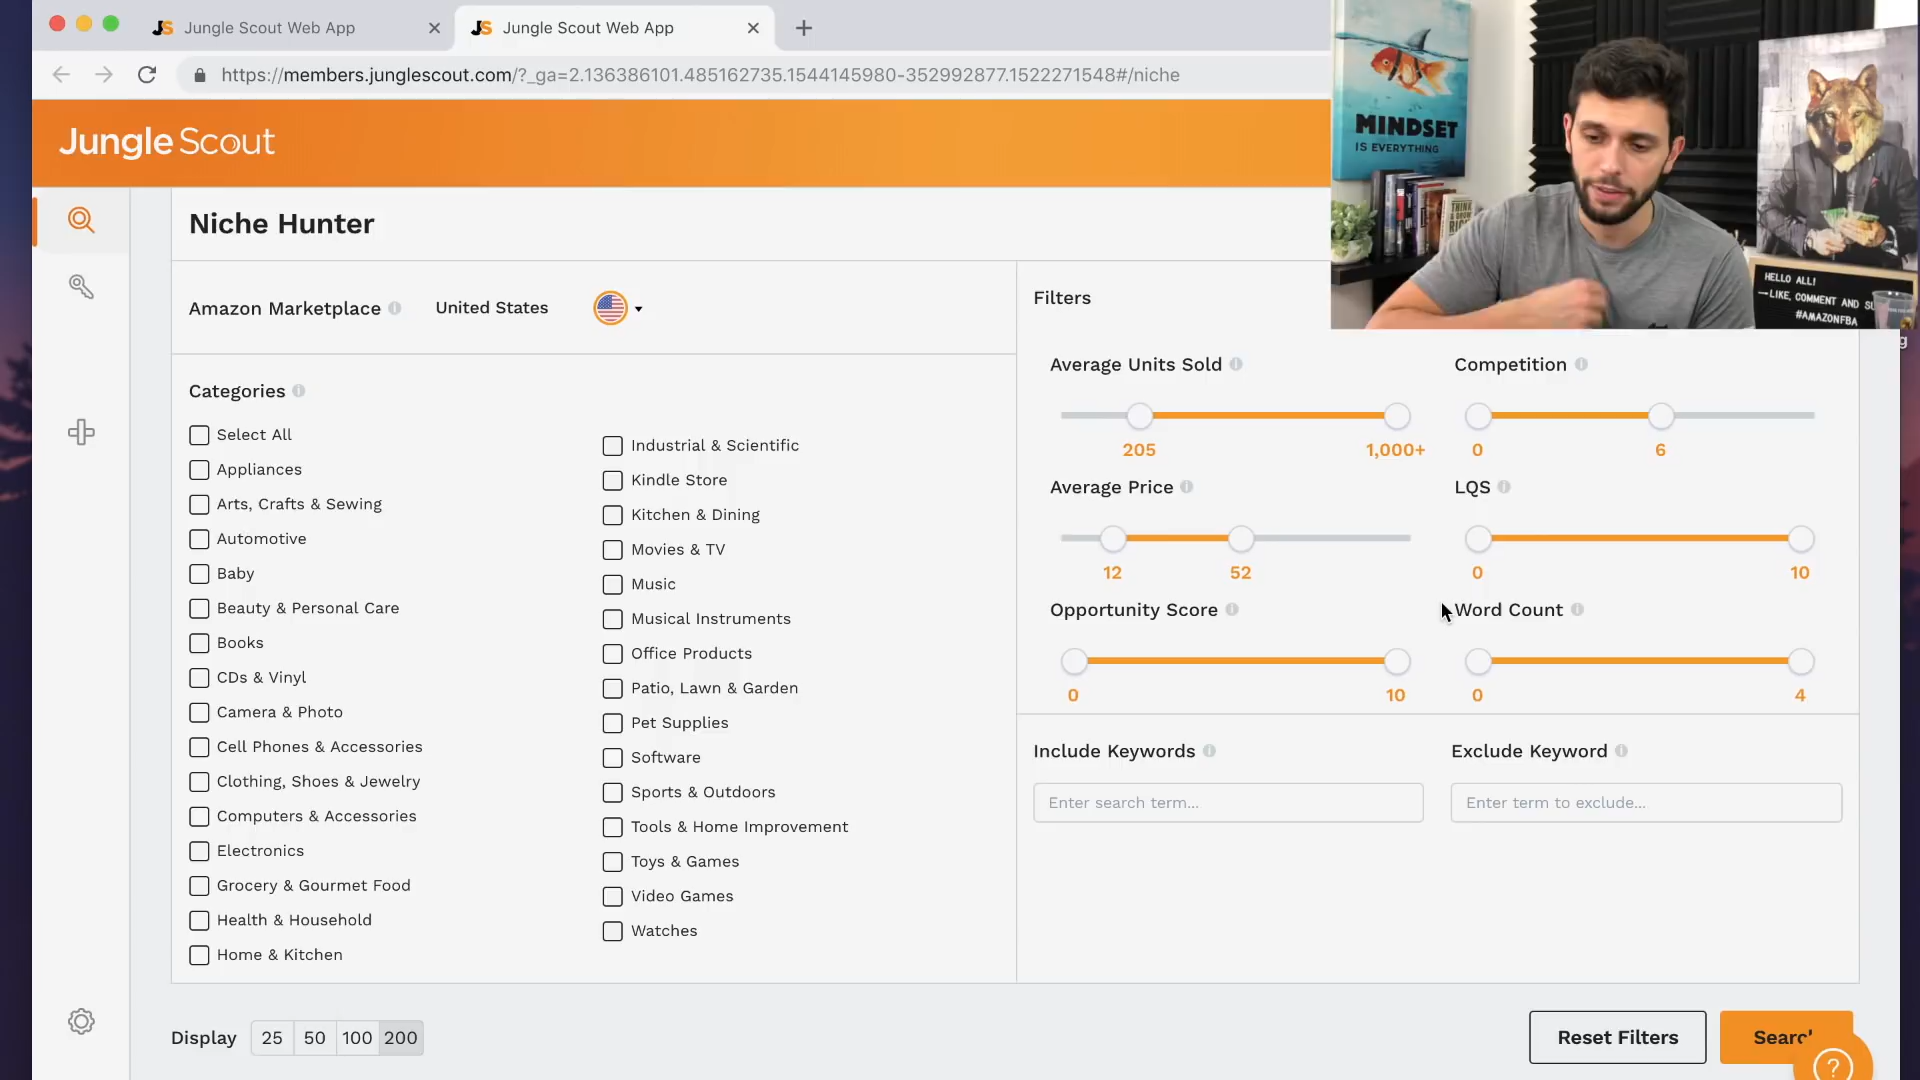 Jungle Scout Web App
Jungle Scout Web App
https://members.junglescout.com/?_ga=2.136386101.485162735.1544145980-352992877.1522271548#/niche
Jungle Scout
MINDSET
IS EVERYTHING
THINK
HELLO ALL!
—LIKE, COMMENT AND SU
#AMAZONFBA
g
Niche Hunter
Amazon Marketplace
United States
Categories
Select All
Appliances
Arts, Crafts & Sewing
Automotive
Baby
Beauty & Personal Care
Books
CDs & Vinyl
Camera & Photo
Cell Phones & Accessories
Clothing, Shoes & Jewelry
Computers & Accessories
Electronics
Grocery & Gourmet Food
Health & Household
Home & Kitchen
Industrial & Scientific
Kindle Store
Kitchen & Dining
Movies & TV
Music
Musical Instruments
Office Products
Patio, Lawn & Garden
Pet Supplies
Software
Sports & Outdoors
Tools & Home Improvement
Toys & Games
Video Games
Watches
Filters
Average Units Sold
205 1,000+
Competition
0 6
Average Price
12 52
LQS
0 10
Opportunity Score
0 10
Word Count
0 4
Include Keywords
Enter search term...
Exclude Keyword
Enter term to exclude...
Display 25 50 100 200
Reset Filters
Search
?